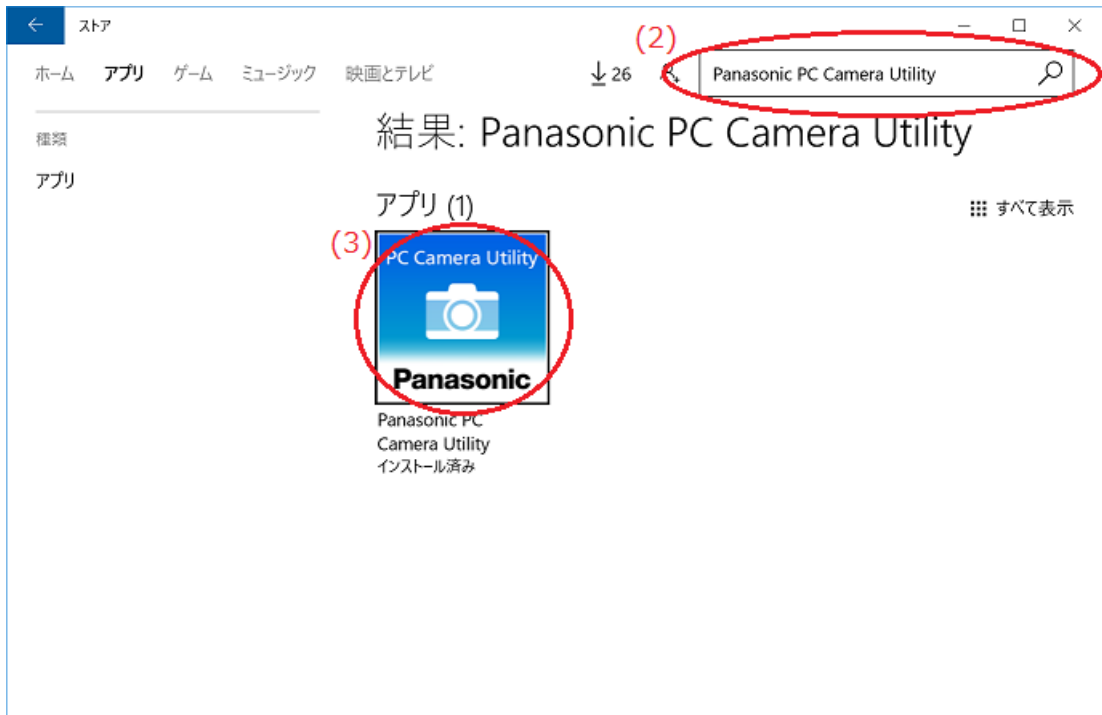 ストア
(2)
ホーム アプリ ゲーム ミュージック 映画とテレビ 26 Panasonic PC Camera Utility
種類
アプリ
結果: Panasonic PC Camera Utility
アプリ (1)
すべて表示
(3)
PC Camera Utility
Panasonic
Panasonic PC
Camera Utility
インストール済み